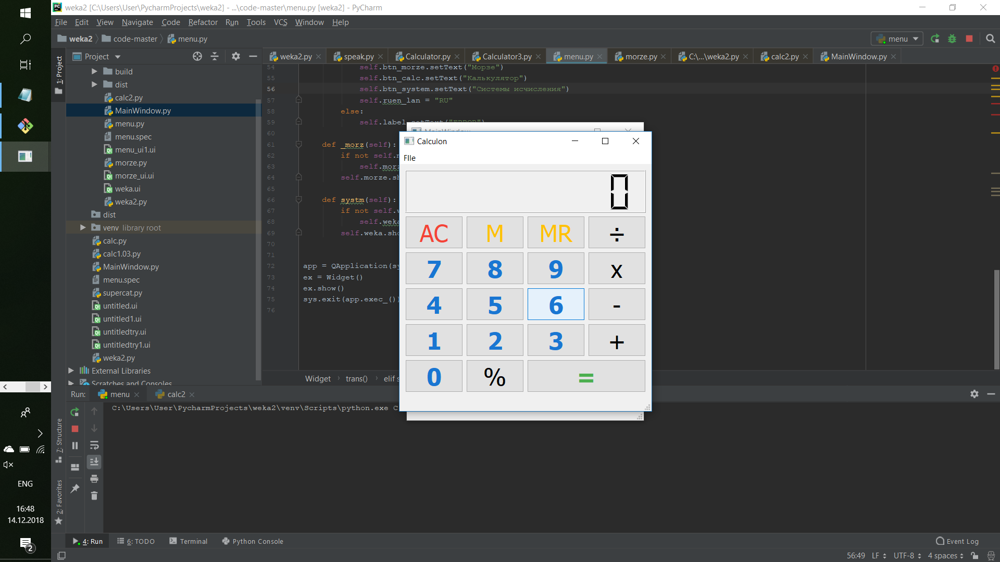 weka2 [C:\Users\User\PycharmProjects\weka2] - ...\code-master\menu.py [weka2] - PyCharm
File Edit View Navigate Code Refactor Run Tools VCS Window Help
weka2 code-master menu.py
menu
1: Project
Project
build
dist
calc2.py
MainWindow.py
menu.py
menu.spec
menu_ui1.ui
morze.py
morze_ui.ui
weka.ui
weka2.py
dist
venv library root
calc.py
calc1.03.py
MainWindow.py
menu.spec
supercat.py
untitled.ui
untitled1.ui
untitledtry.ui
untitledtry1.ui
weka2.py
External Libraries
Scratches and Consoles
weka2.py speak.py Calculator.py Calculator3.py menu.py morze.py C:\...\weka2.py calc2.py MainWindow.py
54 self.btn_morze.setText("Морзе")
55 self.btn_calc.setText("Калькулятор")
56 self.btn_system.setText("Системы исчисления")
57 self.ruen_lan = "RU"
58 else:
59 self.label.setText("ERROR")
60
61 def _morz(self):
62 if not self.
63 self.morz
64 self.morze.sh
65
66 def systm(self):
67 if not self.
68 self.weka
69 self.weka.sho
70
71
72 app = QApplication(sy
73 ex = Widget()
74 ex.show()
75 sys.exit(app.exec_())
76
Widget trans() elif s
MainWindow
Calculon
FIle
0
AC M MR ÷
7 8 9 x
4 5 6 -
1 2 3 +
0 % =
Run: menu calc2
C:\Users\User\PycharmProjects\weka2\venv\Scripts\python.exe C
7: Structure
2: Favorites
4: Run 6: TODO Terminal Python Console Event Log
56:49 LF UTF-8 4 spaces
ENG
16:48
14.12.2018
2